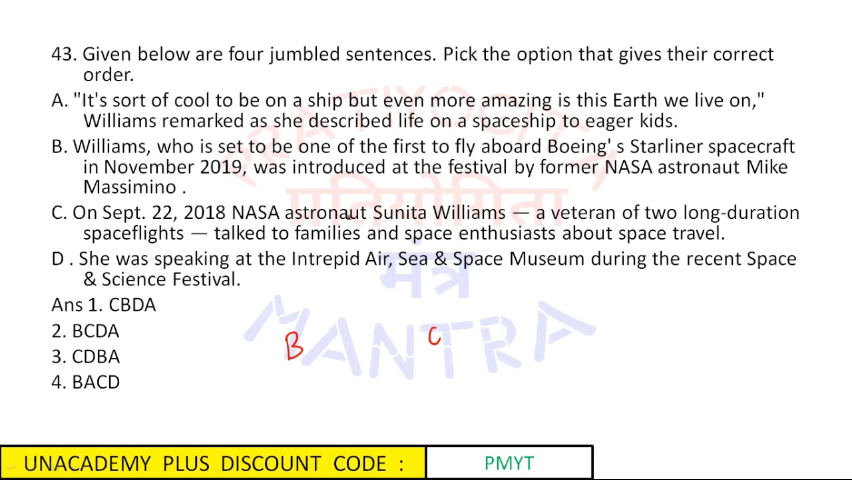 43. Given below are four jumbled sentences. Pick the option that gives their correct
order.
A. "It's sort of cool to be on a ship but even more amazing is this Earth we live on,"
Williams remarked as she described life on a spaceship to eager kids.
B. Williams, who is set to be one of the first to fly aboard Boeing' s Starliner spacecraft
in November 2019, was introduced at the festival by former NASA astronaut Mike
Massimino .
C. On Sept. 22, 2018 NASA astronaut Sunita Williams — a veteran of two long-duration
spaceflights — talked to families and space enthusiasts about space travel.
D . She was speaking at the Intrepid Air, Sea & Space Museum during the recent Space
& Science Festival.
Ans 1. CBDA
2. BCDA
3. CDBA
4. BACD
B C
PRATIYOGITA
प्रतियोगिता
मंत्र
MANTRA
UNACADEMY PLUS DISCOUNT CODE :
PMYT